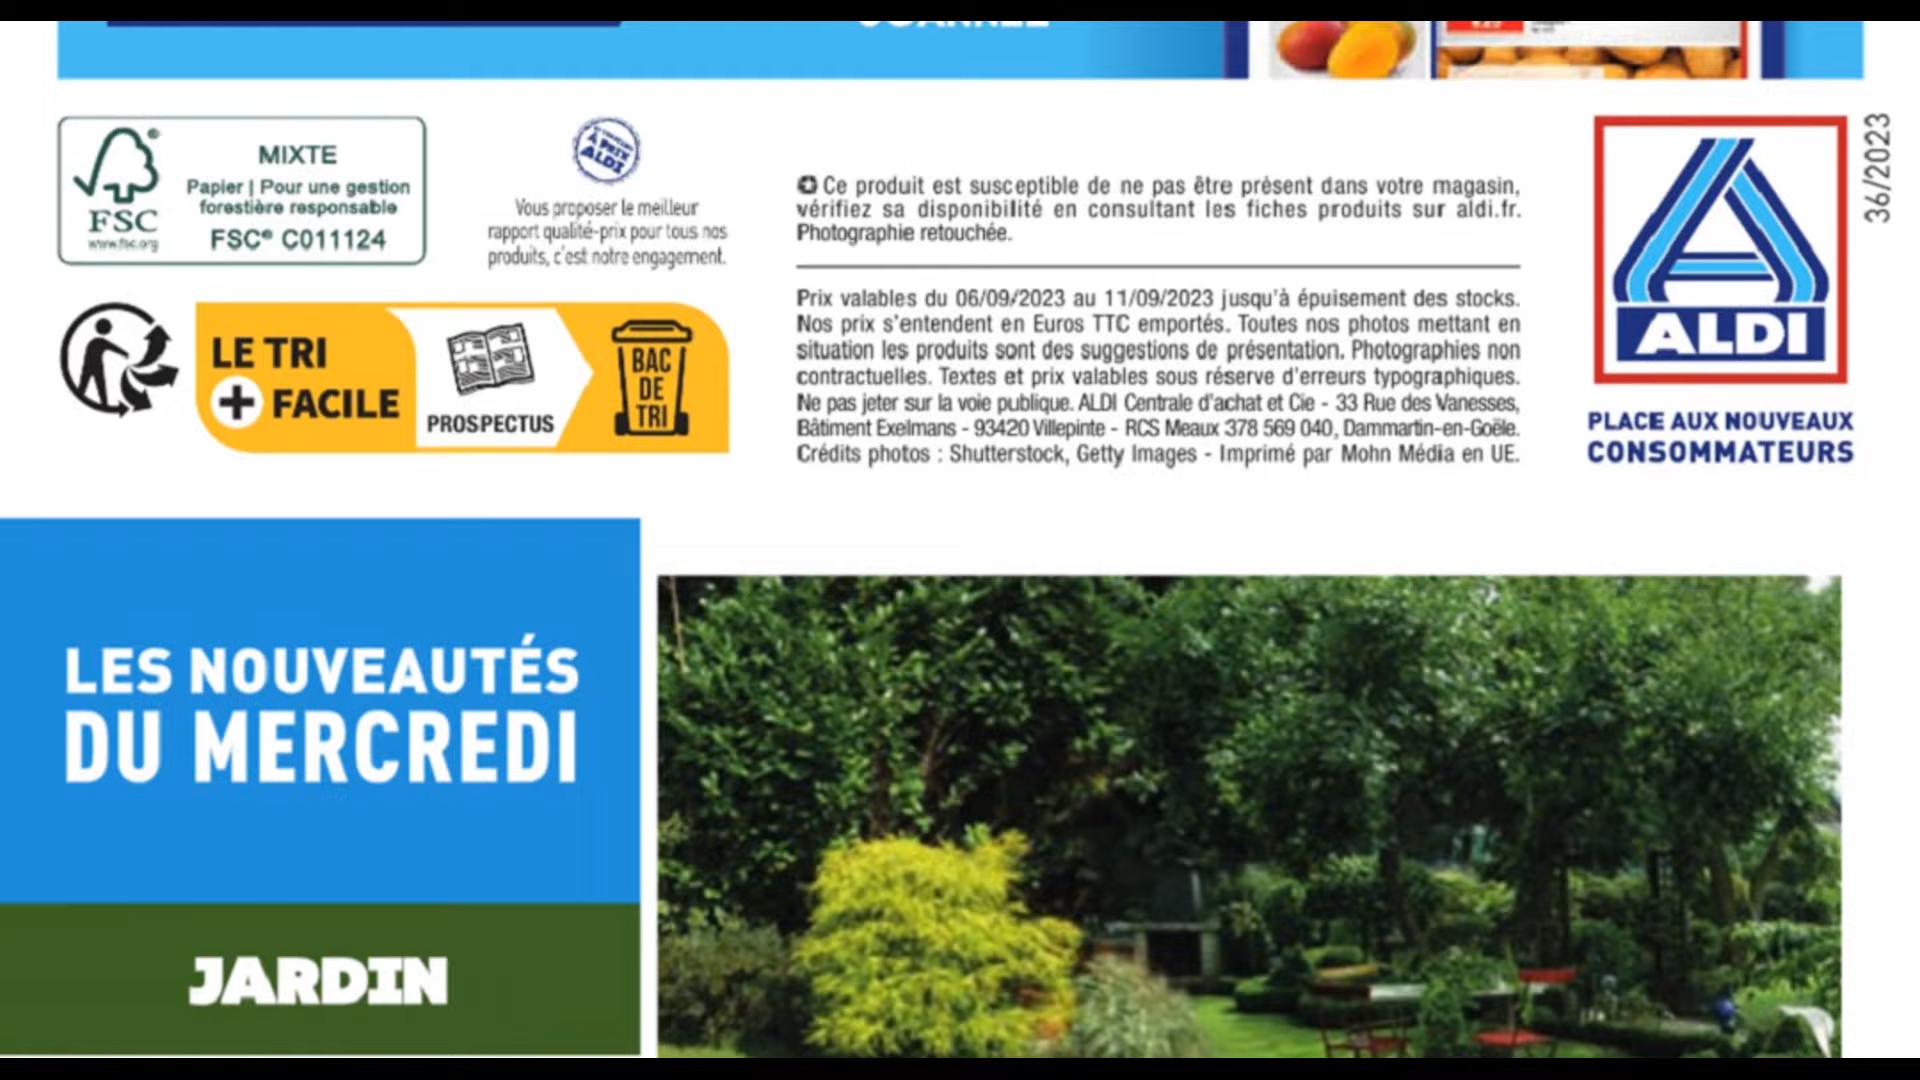 FSC
www.fsc.org
MIXTE
Papier | Pour une gestion
forestière responsable
FSC® C011124
À PRIX
ALDI
Vous proposer le meilleur
rapport qualité-prix pour tous nos
produits, c'est notre engagement.
LE TRI
+ FACILE
PROSPECTUS
BAC
DE
TRI
Ce produit est susceptible de ne pas être présent dans votre magasin,
vérifiez sa disponibilité en consultant les fiches produits sur aldi.fr.
Photographie retouchée.
Prix valables du 06/09/2023 au 11/09/2023 jusqu'à épuisement des stocks.
Nos prix s'entendent en Euros TTC emportés. Toutes nos photos mettant en
situation les produits sont des suggestions de présentation. Photographies non
contractuelles. Textes et prix valables sous réserve d'erreurs typographiques.
Ne pas jeter sur la voie publique. ALDI Centrale d'achat et Cie - 33 Rue des Vanesses,
Bâtiment Exelmans - 93420 Villepinte - RCS Meaux 378 569 040, Dammartin-en-Goële.
Crédits photos : Shutterstock, Getty Images - Imprimé par Mohn Média en UE.
ALDI
PLACE AUX NOUVEAUX
CONSOMMATEURS
36/2023
LES NOUVEAUTÉS
DU MERCREDI
JARDIN